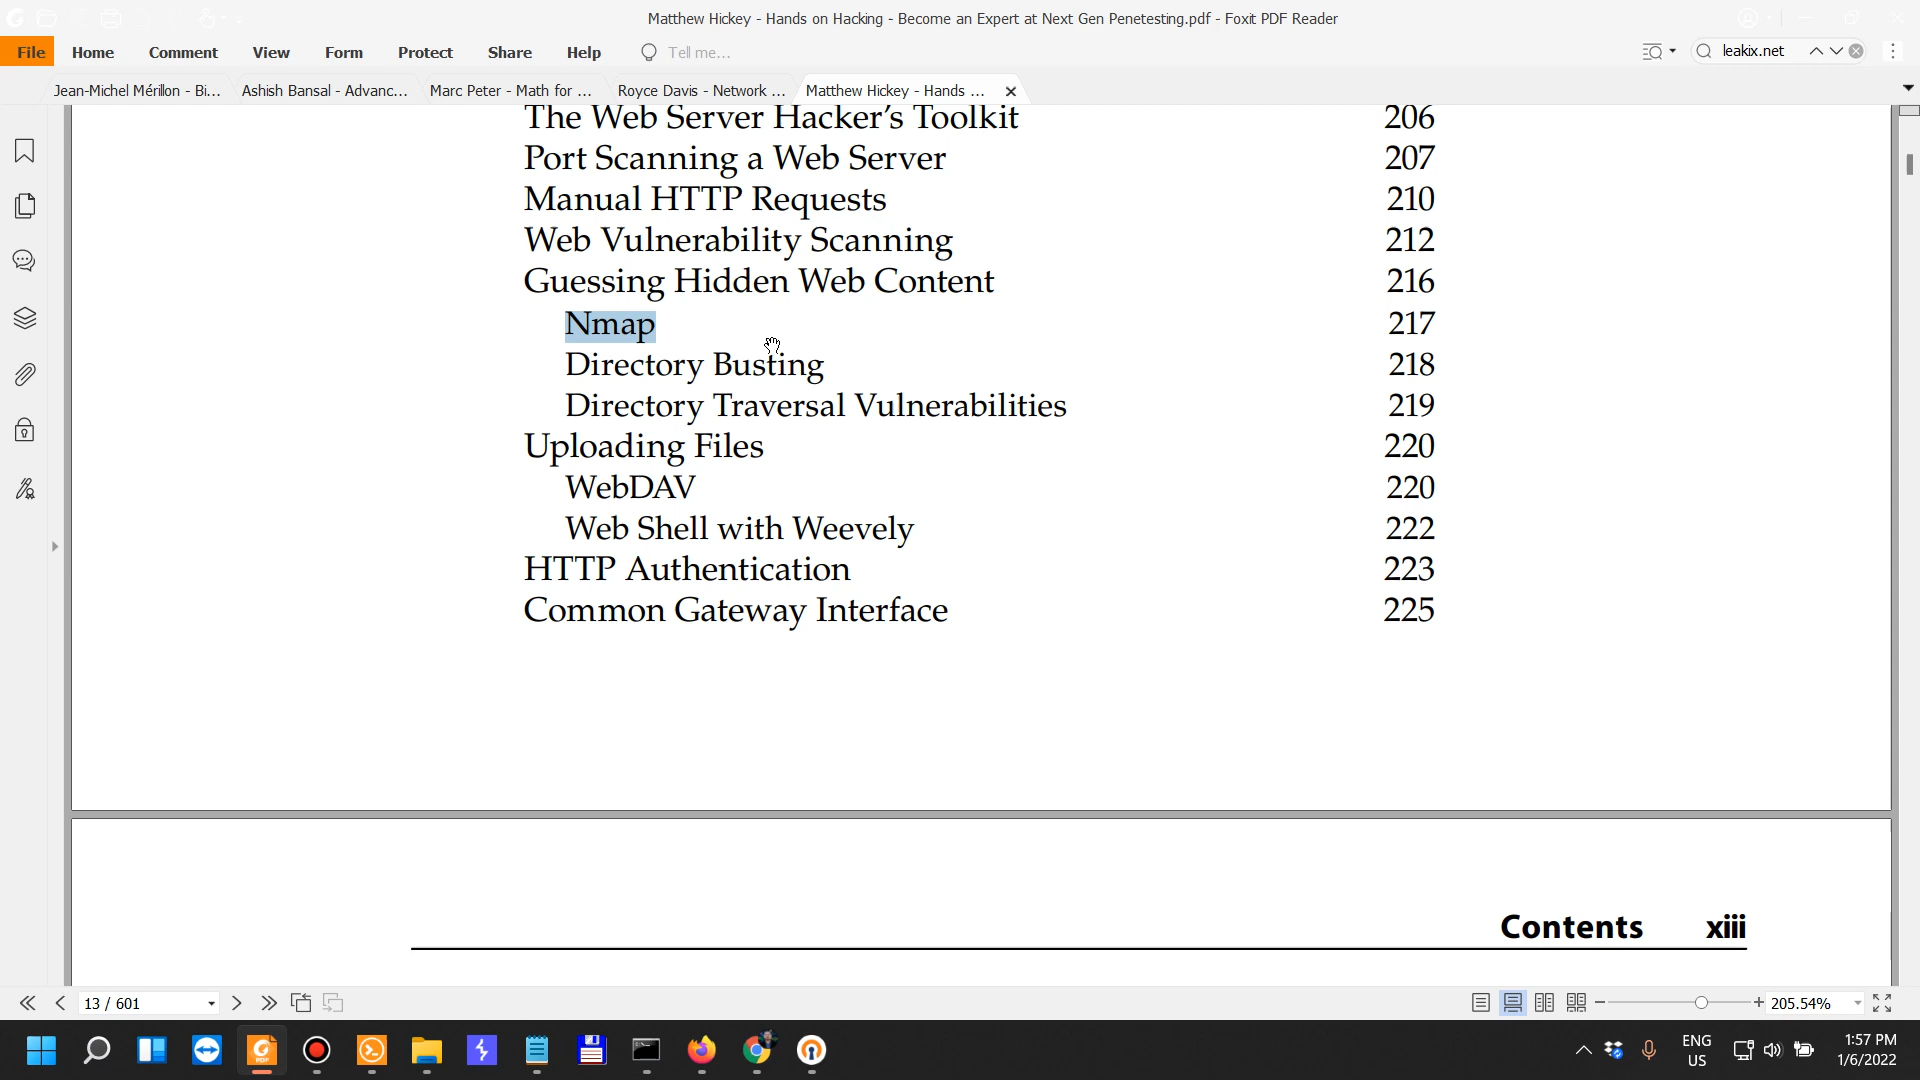 Matthew Hickey - Hands on Hacking - Become an Expert at Next Gen Penetesting.pdf - Foxit PDF Reader
File Home Comment View Form Protect Share Help Tell me... leakix.net
Jean-Michel Mérillon - Bi... Ashish Bansal - Advanc... Marc Peter - Math for ... Royce Davis - Network ... Matthew Hickey - Hands ...
The Web Server Hacker's Toolkit 206
Port Scanning a Web Server 207
Manual HTTP Requests 210
Web Vulnerability Scanning 212
Guessing Hidden Web Content 216
Nmap 217
Directory Busting 218
Directory Traversal Vulnerabilities 219
Uploading Files 220
WebDAV 220
Web Shell with Weevely 222
HTTP Authentication 223
Common Gateway Interface 225
Contents xiii
13 / 601 205.54%
ENG 1:57 PM
US 1/6/2022